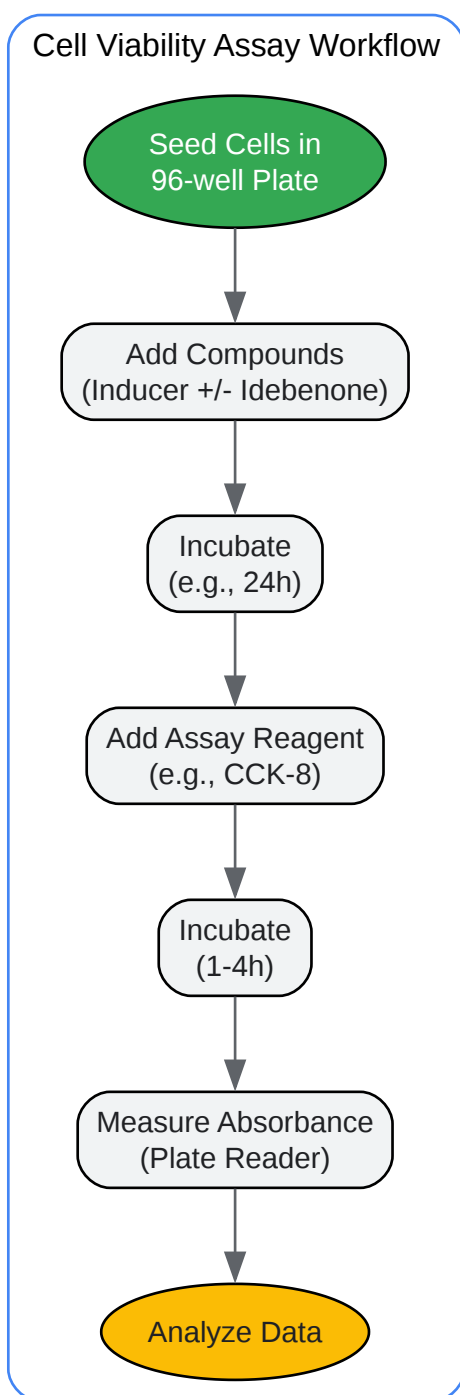 Cell Viability Assay Workflow
Seed Cells in
96-well Plate
Add Compounds
(Inducer +/- Idebenone)
Incubate
(e.g., 24h)
Add Assay Reagent
(e.g., CCK-8)
Incubate
(1-4h)
Measure Absorbance
(Plate Reader)
Analyze Data